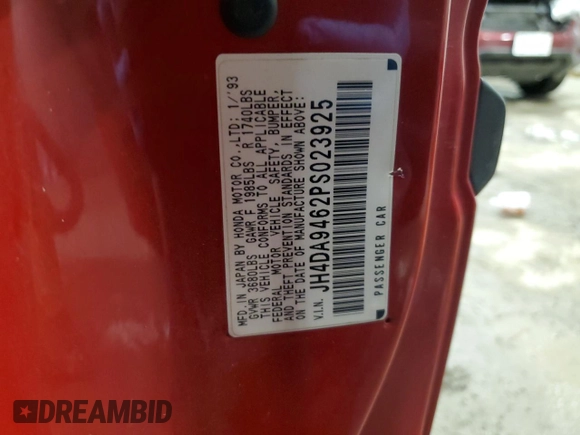 MFD.IN JAPAN BY HONDA MOTOR CO.,LTD: 1/'93
GVWR 3680LBS GAWR F 1985LBS R 1740LBS
THIS VEHICLE CONFORMS TO ALL APPLICABLE
FEDERAL MOTOR VEHICLE SAFETY, BUMPER,
AND THEFT PREVENTION STANDARDS IN EFFECT
ON THE DATE OF MANUFACTURE SHOWN ABOVE:
V.I.N. JH4DA9462PS023925
PASSENGER CAR
DREAMBID